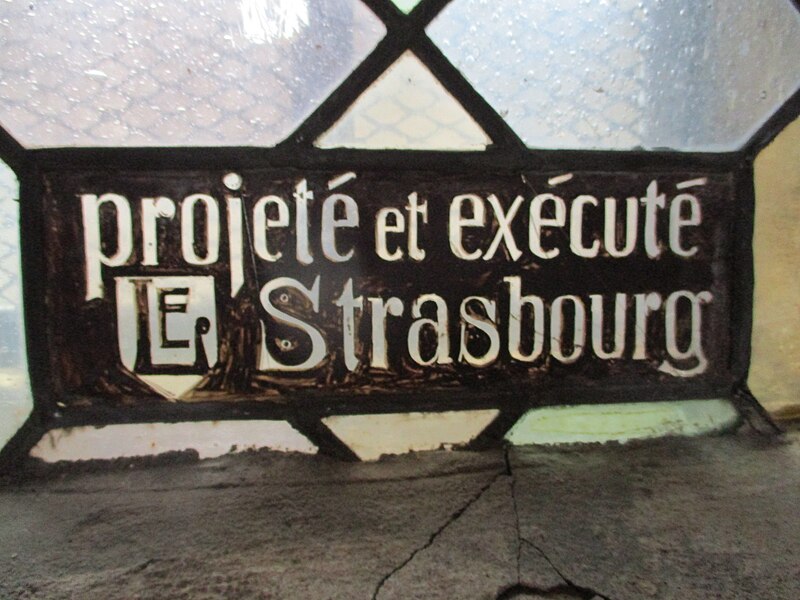 projeté et exécuté
LE Strasbourg